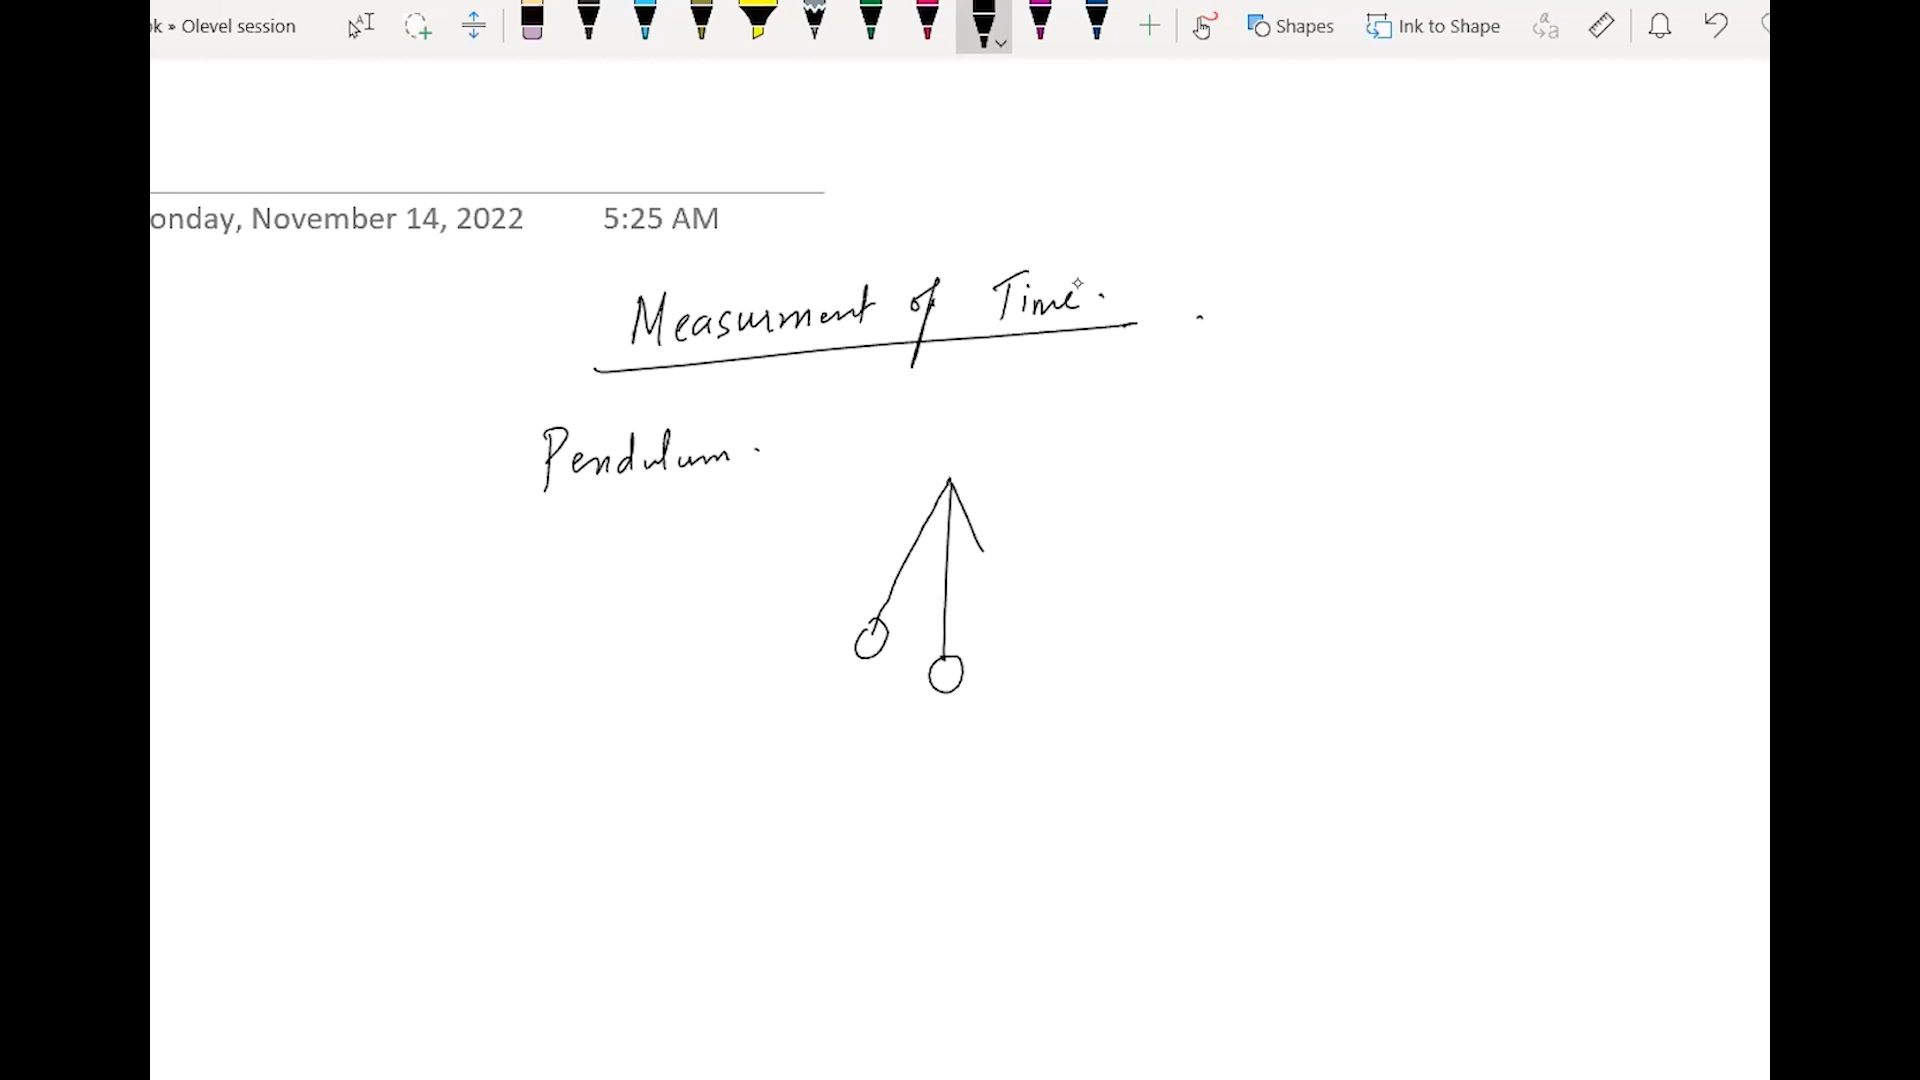 ok » Olevel session Shapes Ink to Shape
onday, November 14, 2022 5:25 AM
Measurment of Time.
Pendulum.